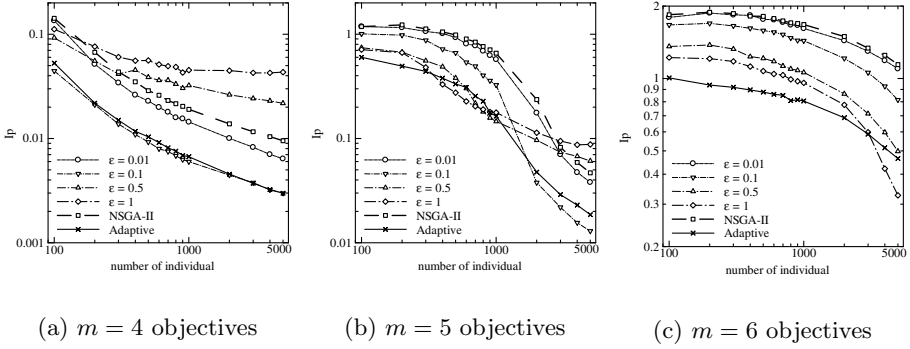 0.1
0.01
0.001
Ip
100
1000
5000
number of individual
ε = 0.01
ε = 0.1
ε = 0.5
ε = 1
NSGA-II
Adaptive
(a) m = 4 objectives
10
1
0.1
0.01
Ip
100
1000
5000
number of individual
ε = 0.01
ε = 0.1
ε = 0.5
ε = 1
NSGA-II
Adaptive
(b) m = 5 objectives
2
1
0.9
0.8
0.7
0.6
0.5
0.4
0.3
0.2
Ip
100
1000
5000
number of individual
ε = 0.01
ε = 0.1
ε = 0.5
ε = 1
NSGA-II
Adaptive
(c) m = 6 objectives